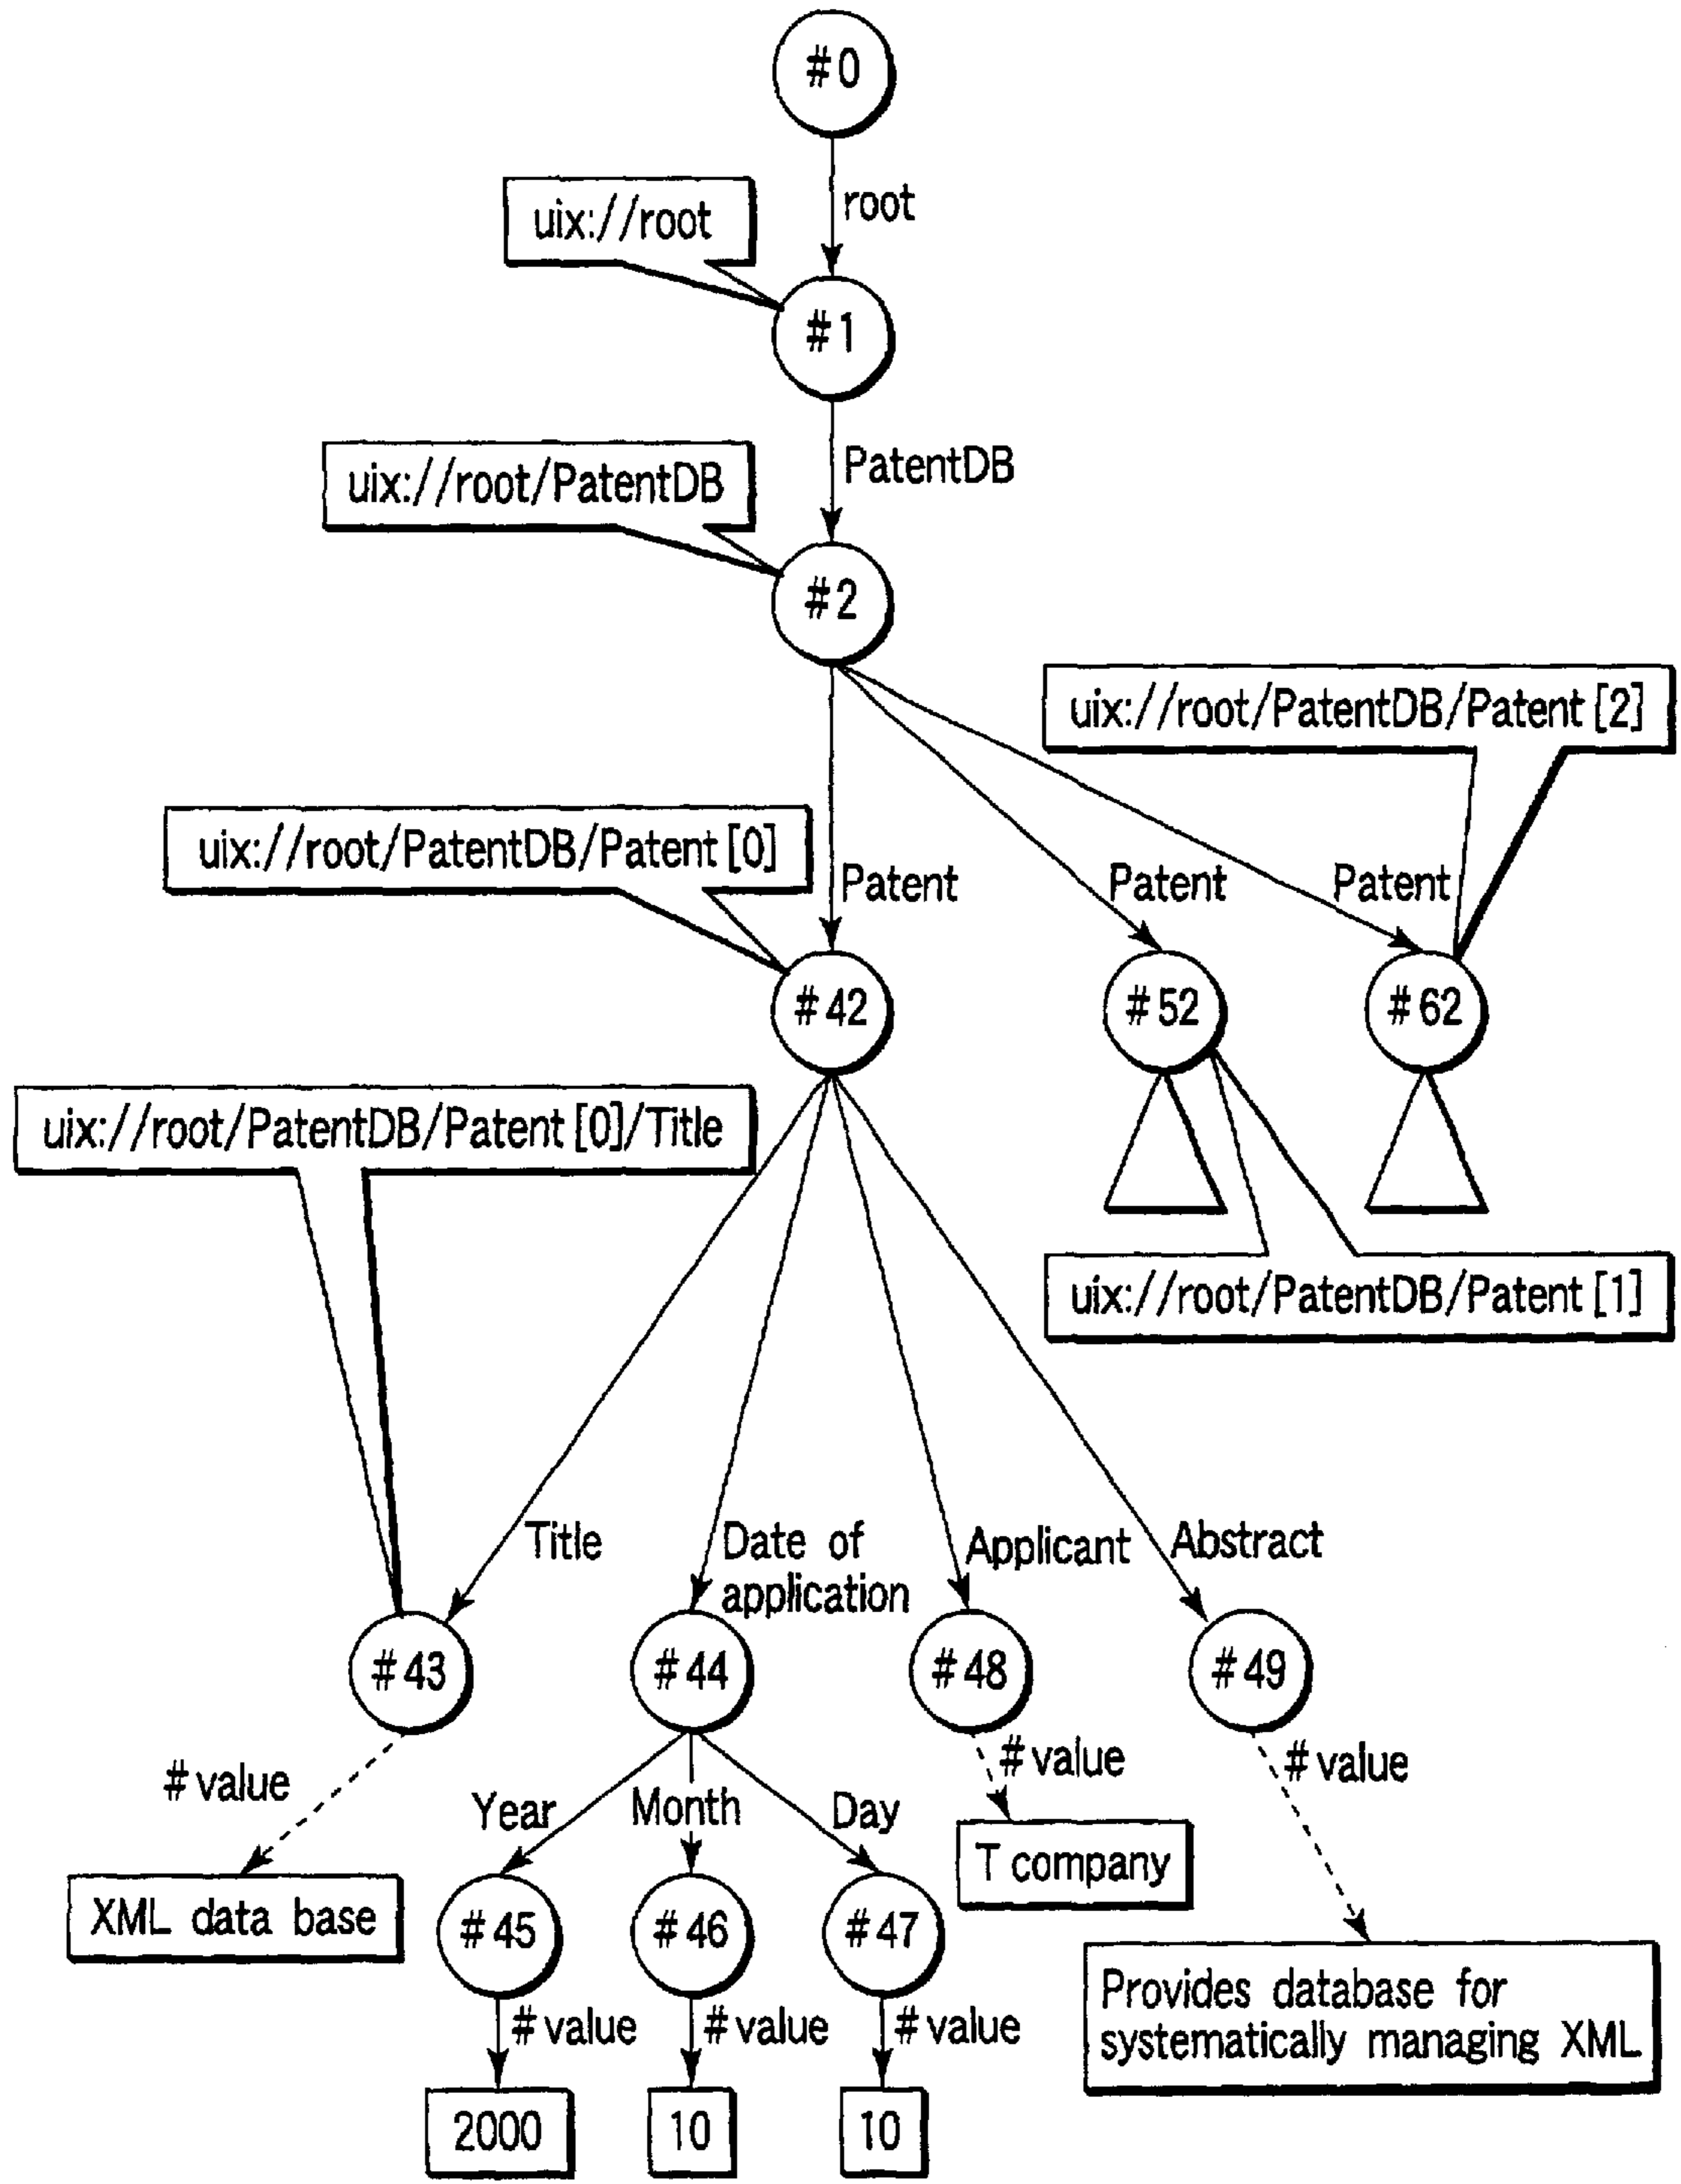 #0
root
uix://root
#1
PatentDB
uix://root/PatentDB
#2
uix://root/PatentDB/Patent[2]
uix://root/PatentDB/Patent[0]
Patent
Patent
Patent
#42
#52
#62
uix://root/PatentDB/Patent[0]/Title
uix://root/PatentDB/Patent[1]
Title
Date of
application
Applicant
Abstract
#43
#44
#48
#49
#value
Year
Month
Day
#value
#value
XML data base
#45
#46
#47
T company
#value
#value
#value
Provides database for
systematically managing XML
2000
10
10